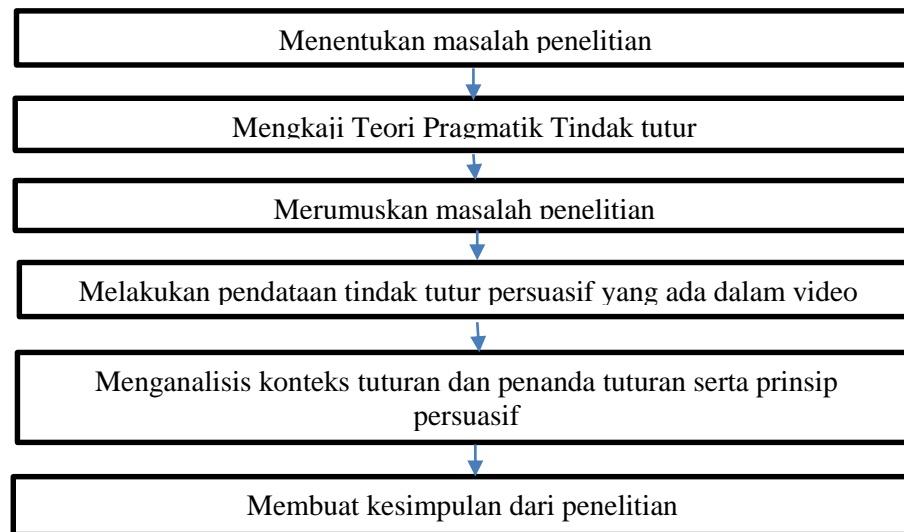 Menentukan masalah penelitian
Mengkaji Teori Pragmatik Tindak tutur
Merumuskan masalah penelitian
Melakukan pendataan tindak tutur persuasif yang ada dalam video
Menganalisis konteks tuturan dan penanda tuturan serta prinsip
persuasif
Membuat kesimpulan dari penelitian